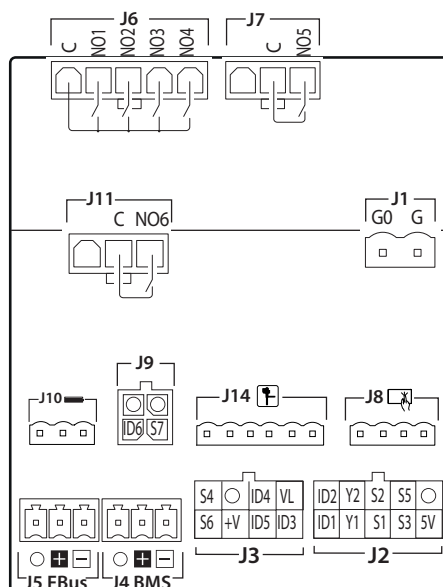 J6 J7
C NO1 NO2 NO3 NO4 C NO5
J11 J1
C NO6 G0 G
J9
J10 J14 J8
ID6 S7
S4 ID4 VL ID2 Y2 S2 S5
S6 +V ID5 ID3 ID1 Y1 S1 S3 5V
J3 J2
+ - + -
J5 FBus J4 BMS